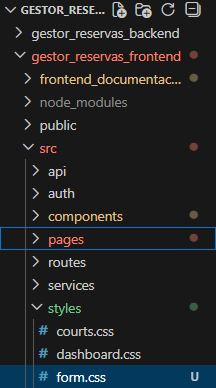 GESTOR_RESE...
gestor_reservas_backend
gestor_reservas_frontend
frontend_documentac...
node_modules
public
src
api
auth
components
pages
routes
services
styles
# courts.css
# dashboard.css
# form.css U